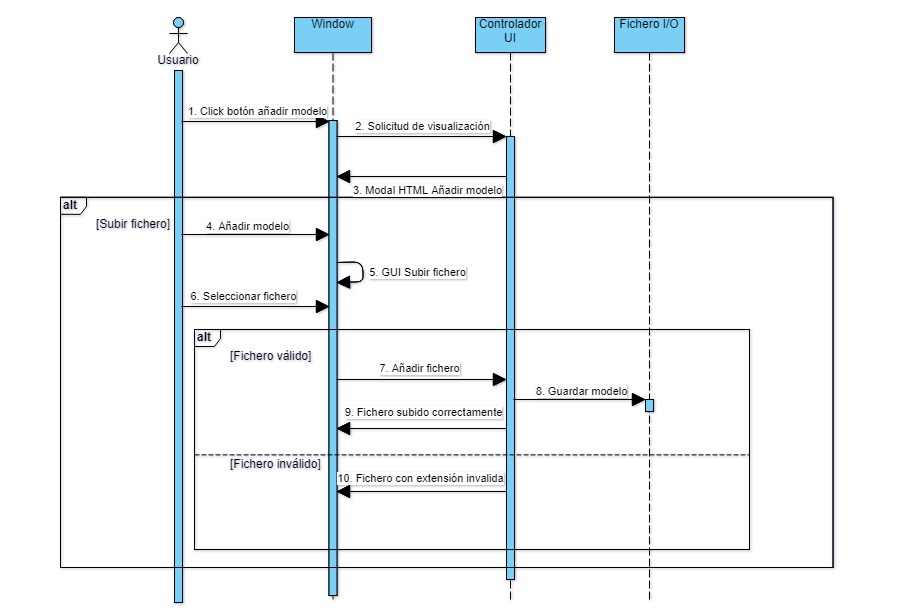 Usuario
Window
Controlador
UI
Fichero I/O
1. Click botón añadir modelo
2. Solicitud de visualización
3. Modal HTML Añadir modelo
alt
[Subir fichero]
4. Añadir modelo
5. GUI Subir fichero
6. Seleccionar fichero
alt
[Fichero válido]
7. Añadir fichero
8. Guardar modelo
9. Fichero subido correctamente
[Fichero inválido]
10. Fichero con extensión invalida